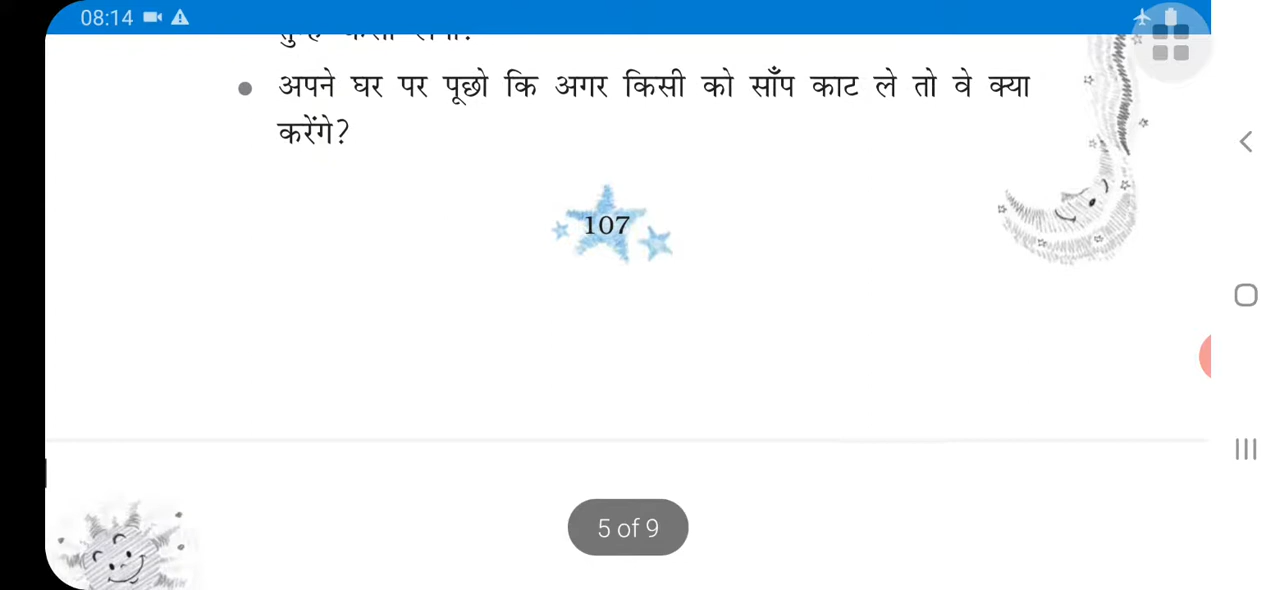 08:14
● अपने घर पर पूछो कि अगर किसी को साँप काट ले तो वे क्या
करेंगे?
107
5 of 9